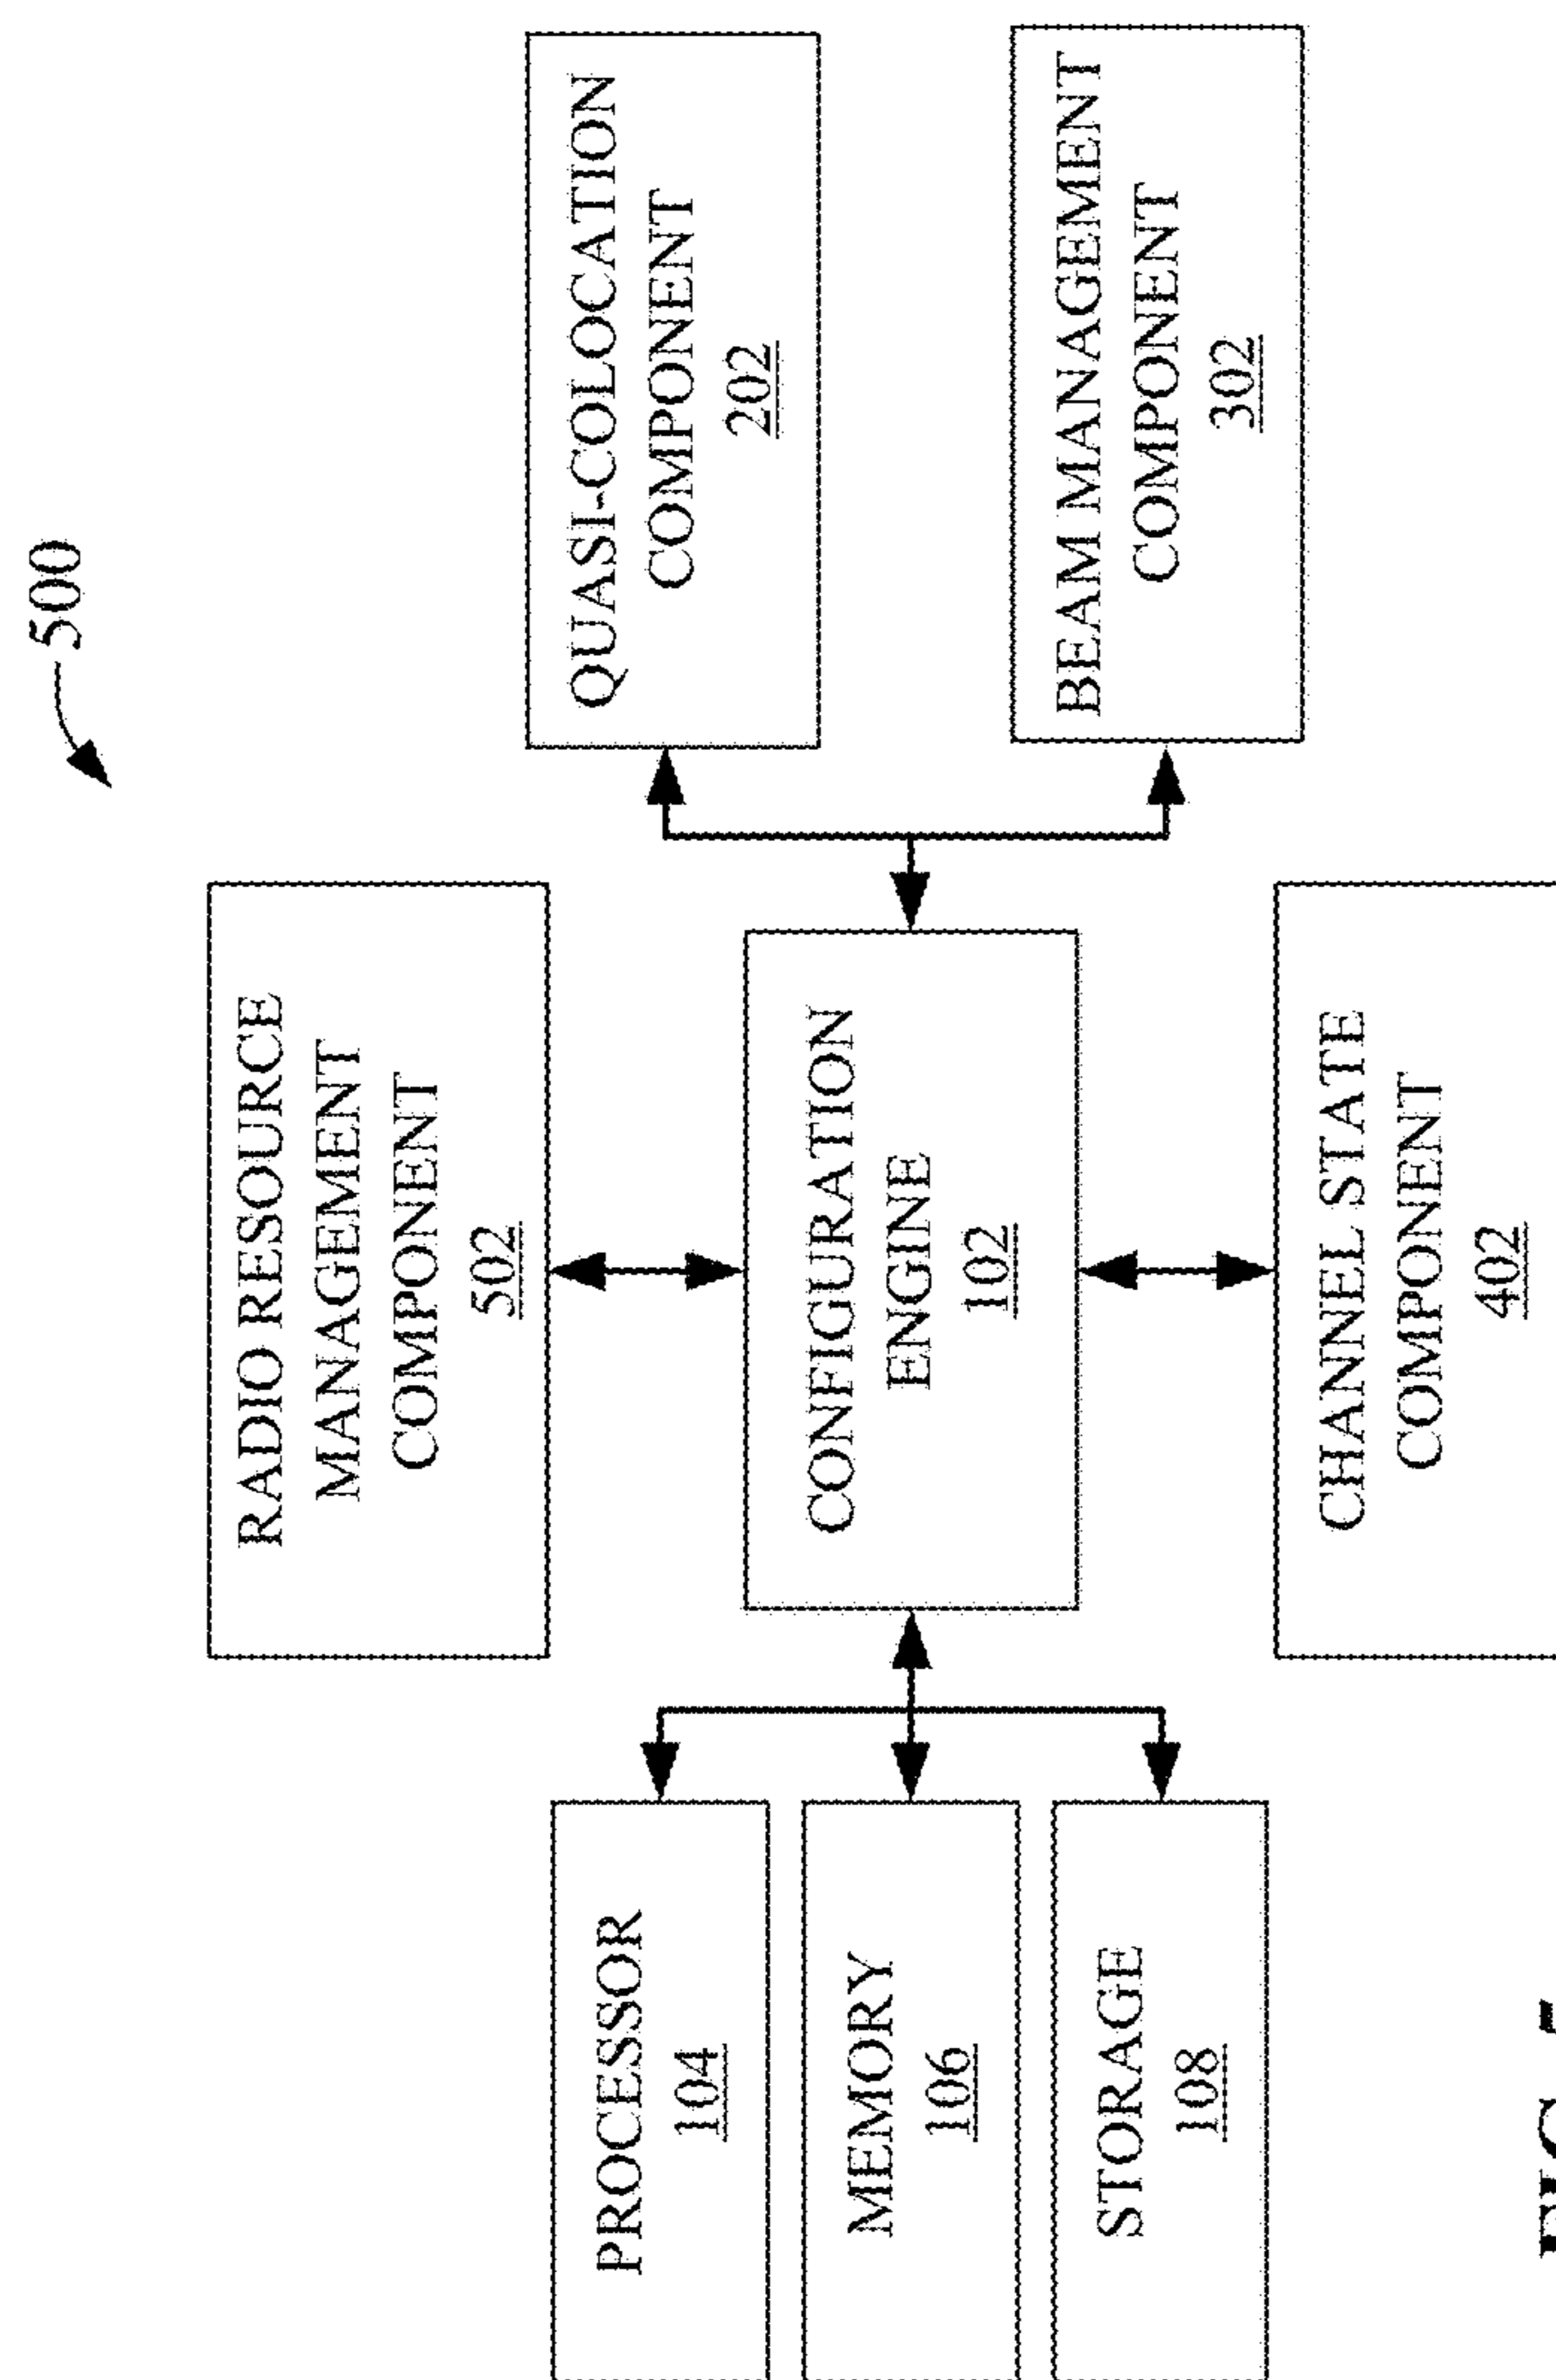 500
RADIO RESOURCE
MANAGEMENT
COMPONENT
502
PROCESSOR
104
MEMORY
106
STORAGE
108
CONFIGURATION
ENGINE
102
QUASI-COLOCATION
COMPONENT
202
BEAM MANAGEMENT
COMPONENT
302
CHANNEL STATE
COMPONENT
402